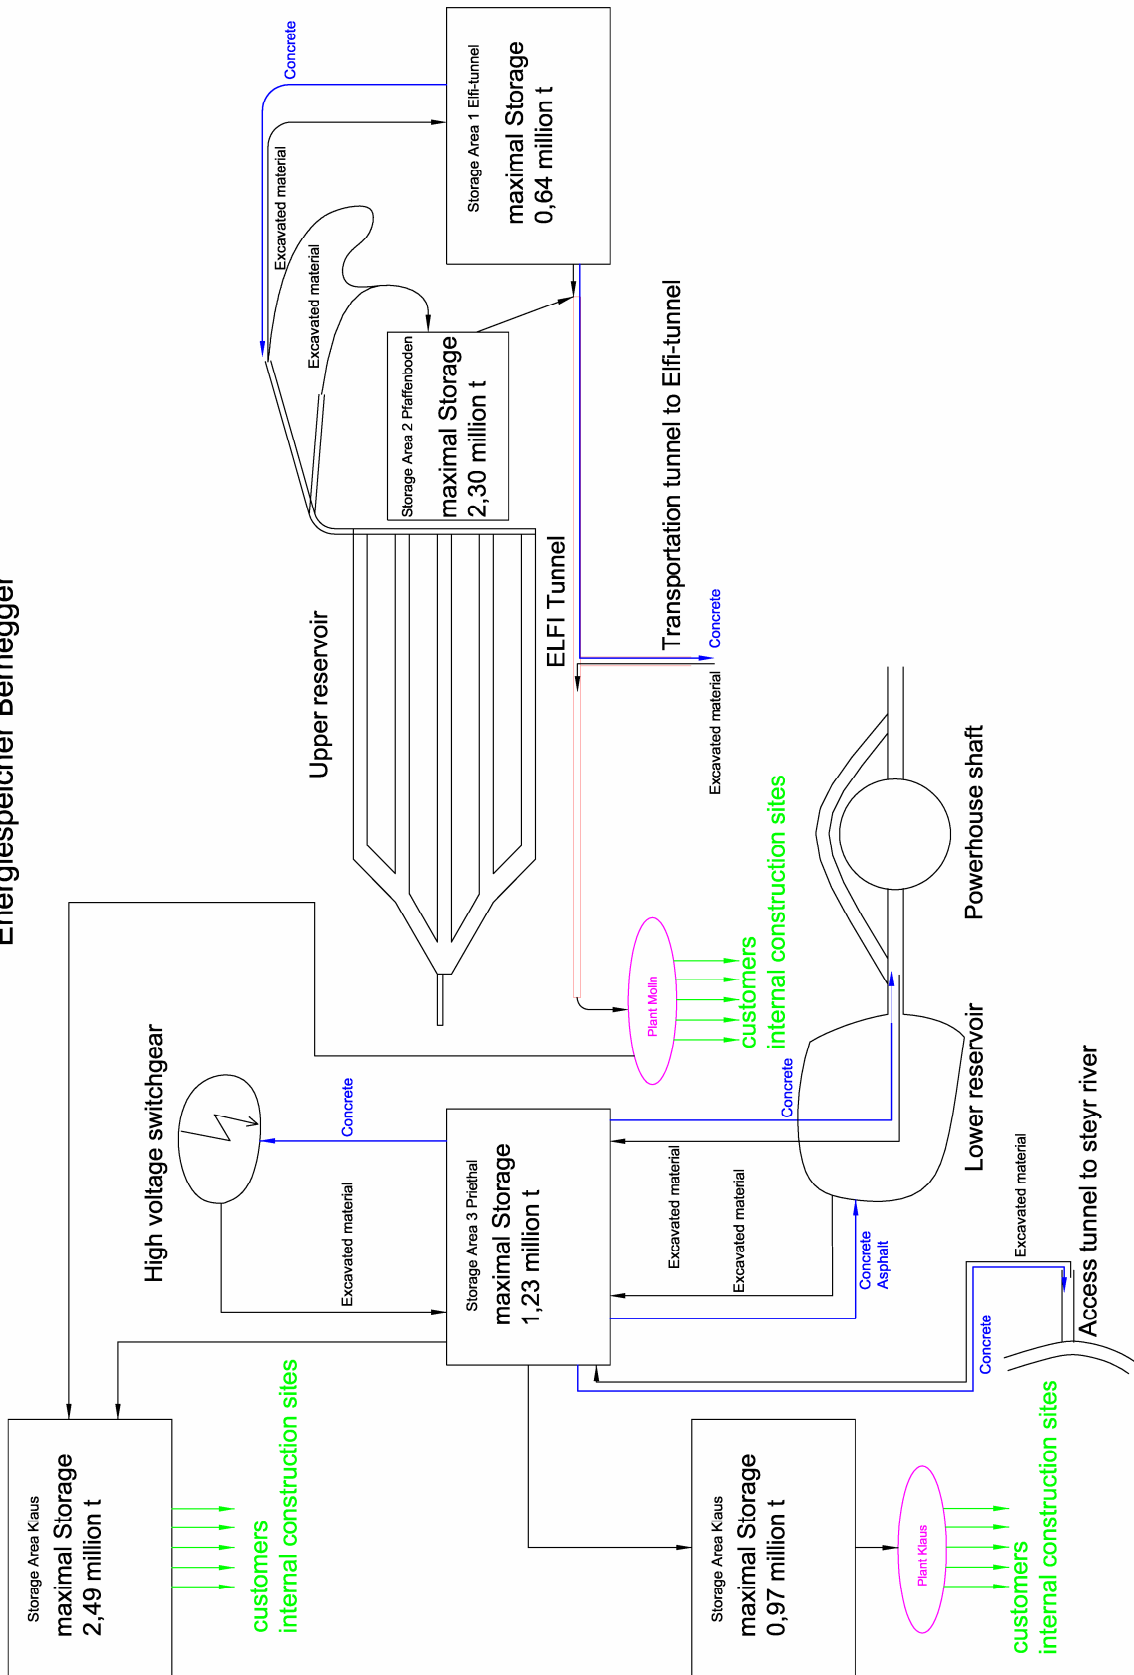 Energiespeicher Bernegger
Storage Area Klaus
maximal Storage
2,49 million t
customers
internal construction sites
High voltage switchgear
Excavated material
Concrete
Upper reservoir
Concrete
Excavated material
Excavated material
Storage Area 1 Elfi-tunnel
maximal Storage
0,64 million t
Storage Area 2 Pfaffenboden
maximal Storage
2,30 million t
ELFI Tunnel
Transportation tunnel to Elfi-tunnel
Concrete
Excavated material
Plant Molln
customers
internal construction sites
Storage Area 3 Priethal
maximal Storage
1,23 million t
Excavated material
Excavated material
Concrete
Concrete
Asphalt
Lower reservoir
Powerhouse shaft
Storage Area Klaus
maximal Storage
0,97 million t
Plant Klaus
customers
internal construction sites
Concrete
Excavated material
Access tunnel to steyr river